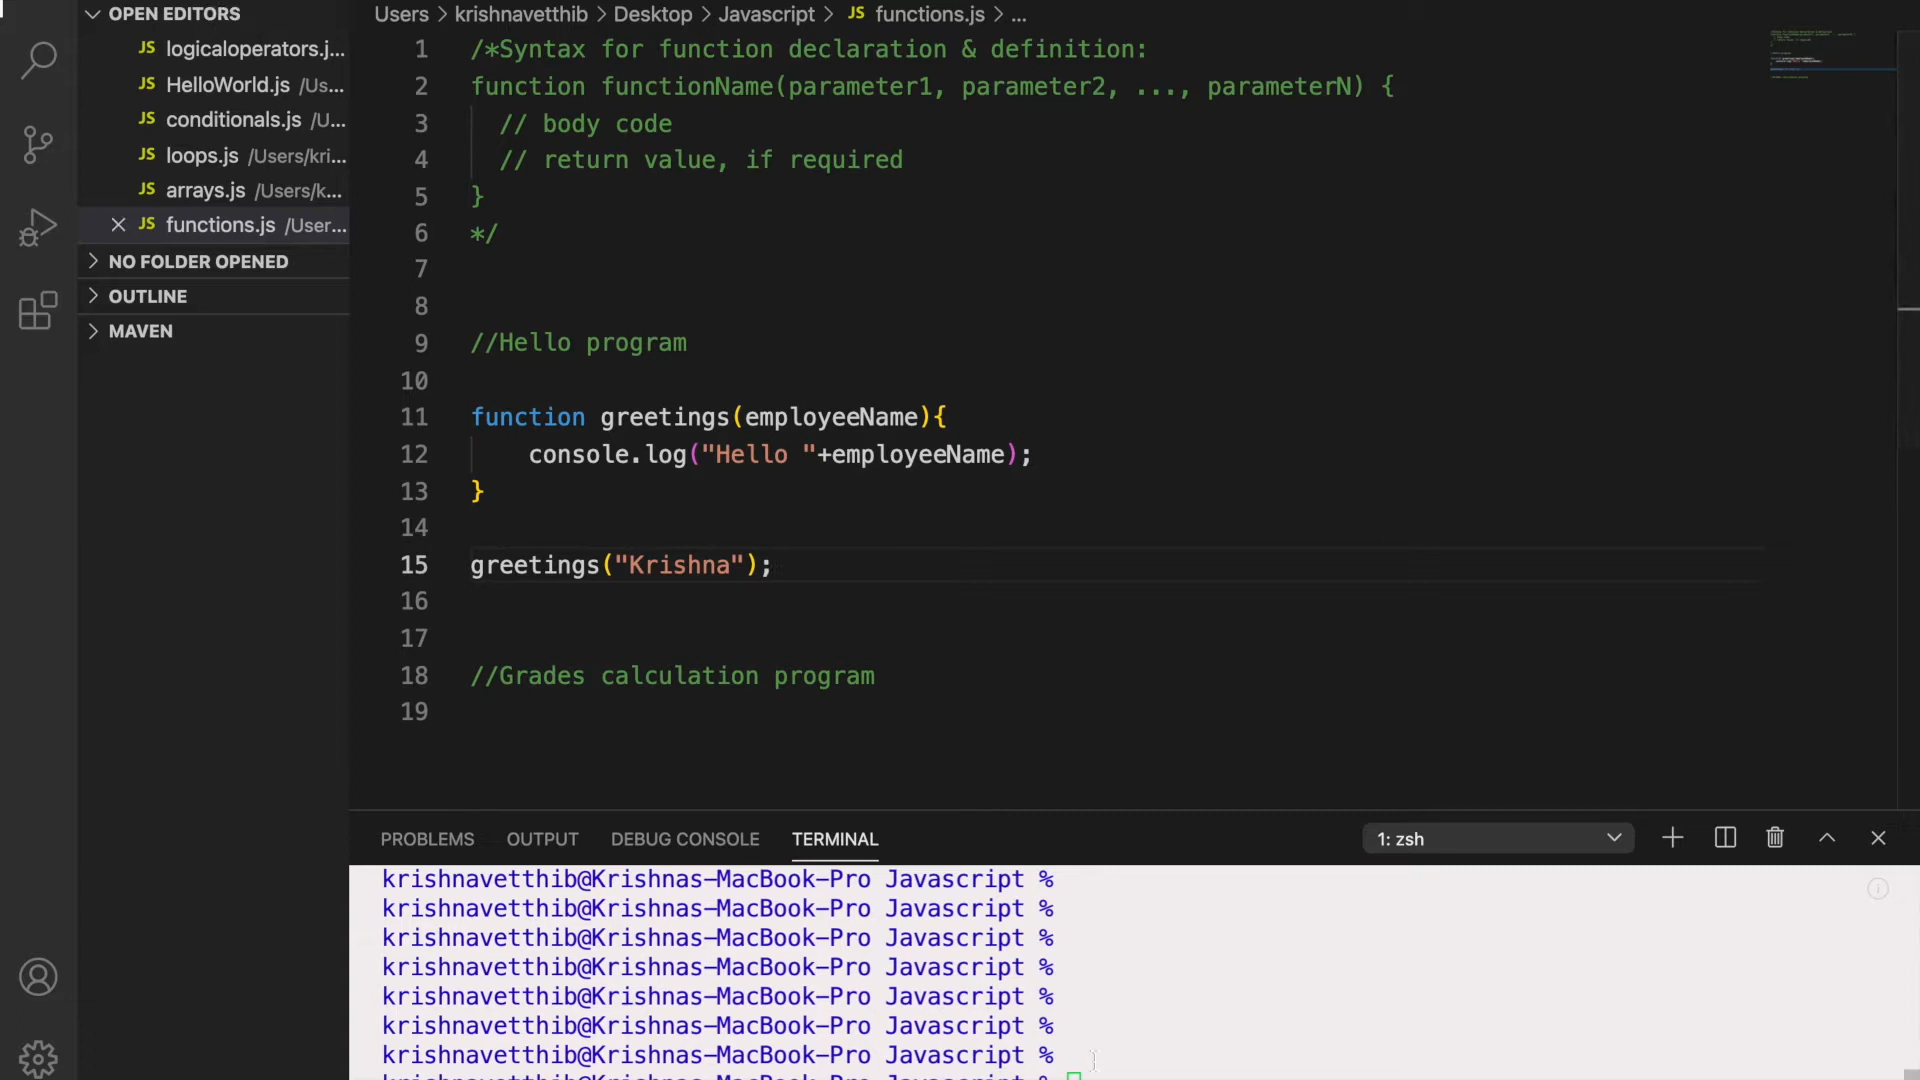 OPEN EDITORS
JS logicaloperators.j...
JS HelloWorld.js /Us...
JS conditionals.js /U...
JS loops.js /Users/kri...
JS arrays.js /Users/k...
JS functions.js /User...
NO FOLDER OPENED
OUTLINE
MAVEN
Users > krishnavetthib > Desktop > Javascript > JS functions.js > ...
1 /*Syntax for function declaration & definition:
2 function functionName(parameter1, parameter2, ..., parameterN) {
3 // body code
4 // return value, if required
5 }
6 */
7
8
9 //Hello program
10
11 function greetings(employeeName){
12 console.log("Hello "+employeeName);
13 }
14
15 greetings("Krishna");
16
17
18 //Grades calculation program
19
PROBLEMS OUTPUT DEBUG CONSOLE TERMINAL 1: zsh
krishnavetthib@Krishnas-MacBook-Pro Javascript %
krishnavetthib@Krishnas-MacBook-Pro Javascript %
krishnavetthib@Krishnas-MacBook-Pro Javascript %
krishnavetthib@Krishnas-MacBook-Pro Javascript %
krishnavetthib@Krishnas-MacBook-Pro Javascript %
krishnavetthib@Krishnas-MacBook-Pro Javascript %
krishnavetthib@Krishnas-MacBook-Pro Javascript %